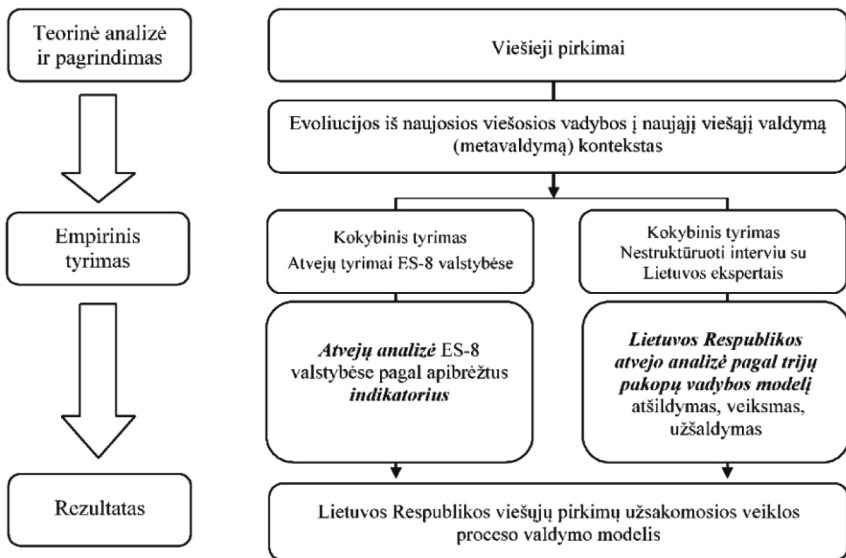 Teorinė analizė
ir pagrindimas
Viešieji pirkimai
Evoliucijos iš naujosios viešosios vadybos į naująjį viešąjį valdymą
(metavaldymą) kontekstas
Empirinis
tyrimas
Kokybinis tyrimas
Atvejų tyrimai ES-8 valstybėse
Kokybinis tyrimas
Nestruktūruoti interviu su
Lietuvos ekspertais
Atvejų analizė ES-8
valstybėse pagal apibrėžtus
indikatorius
Lietuvos Respublikos
atvejo analizė pagal trijų
pakopų vadybos modelį
atšildymas, veiksmas,
užšaldymas
Rezultatas
Lietuvos Respublikos viešųjų pirkimų užsakomosios veiklos
proceso valdymo modelis